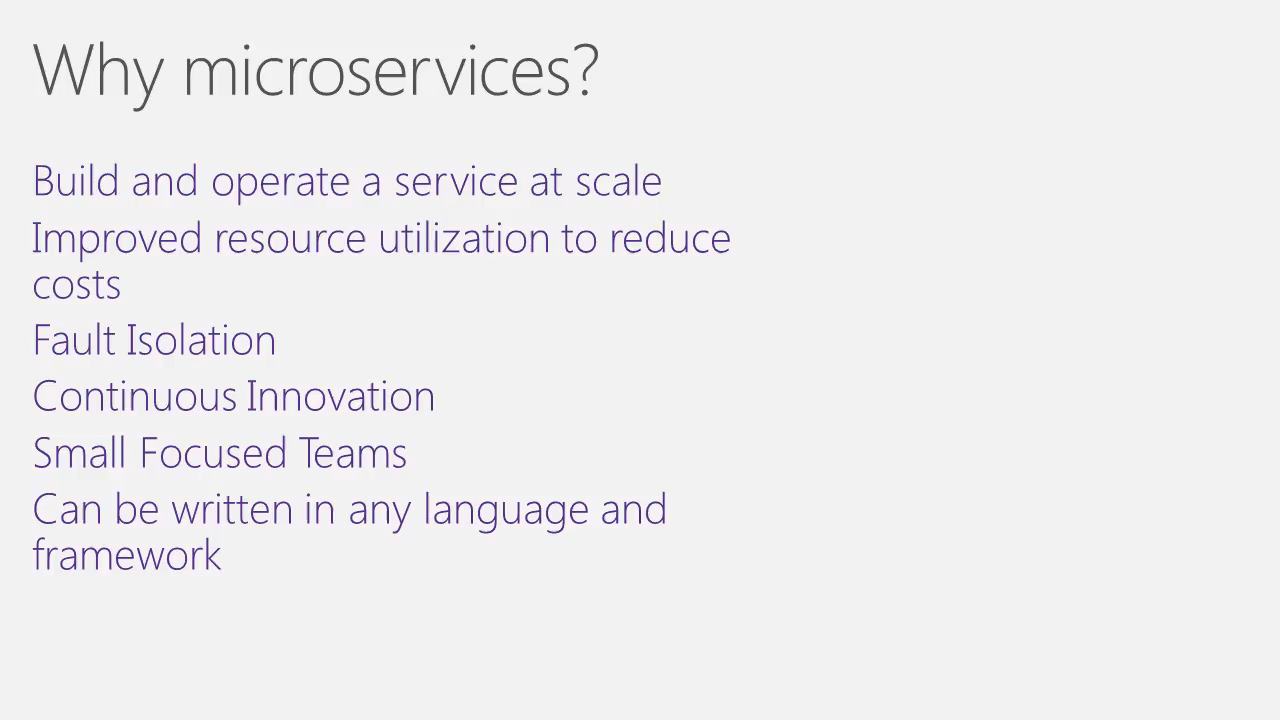 Why microservices?
Build and operate a service at scale
Improved resource utilization to reduce
costs
Fault Isolation
Continuous Innovation
Small Focused Teams
Can be written in any language and
framework